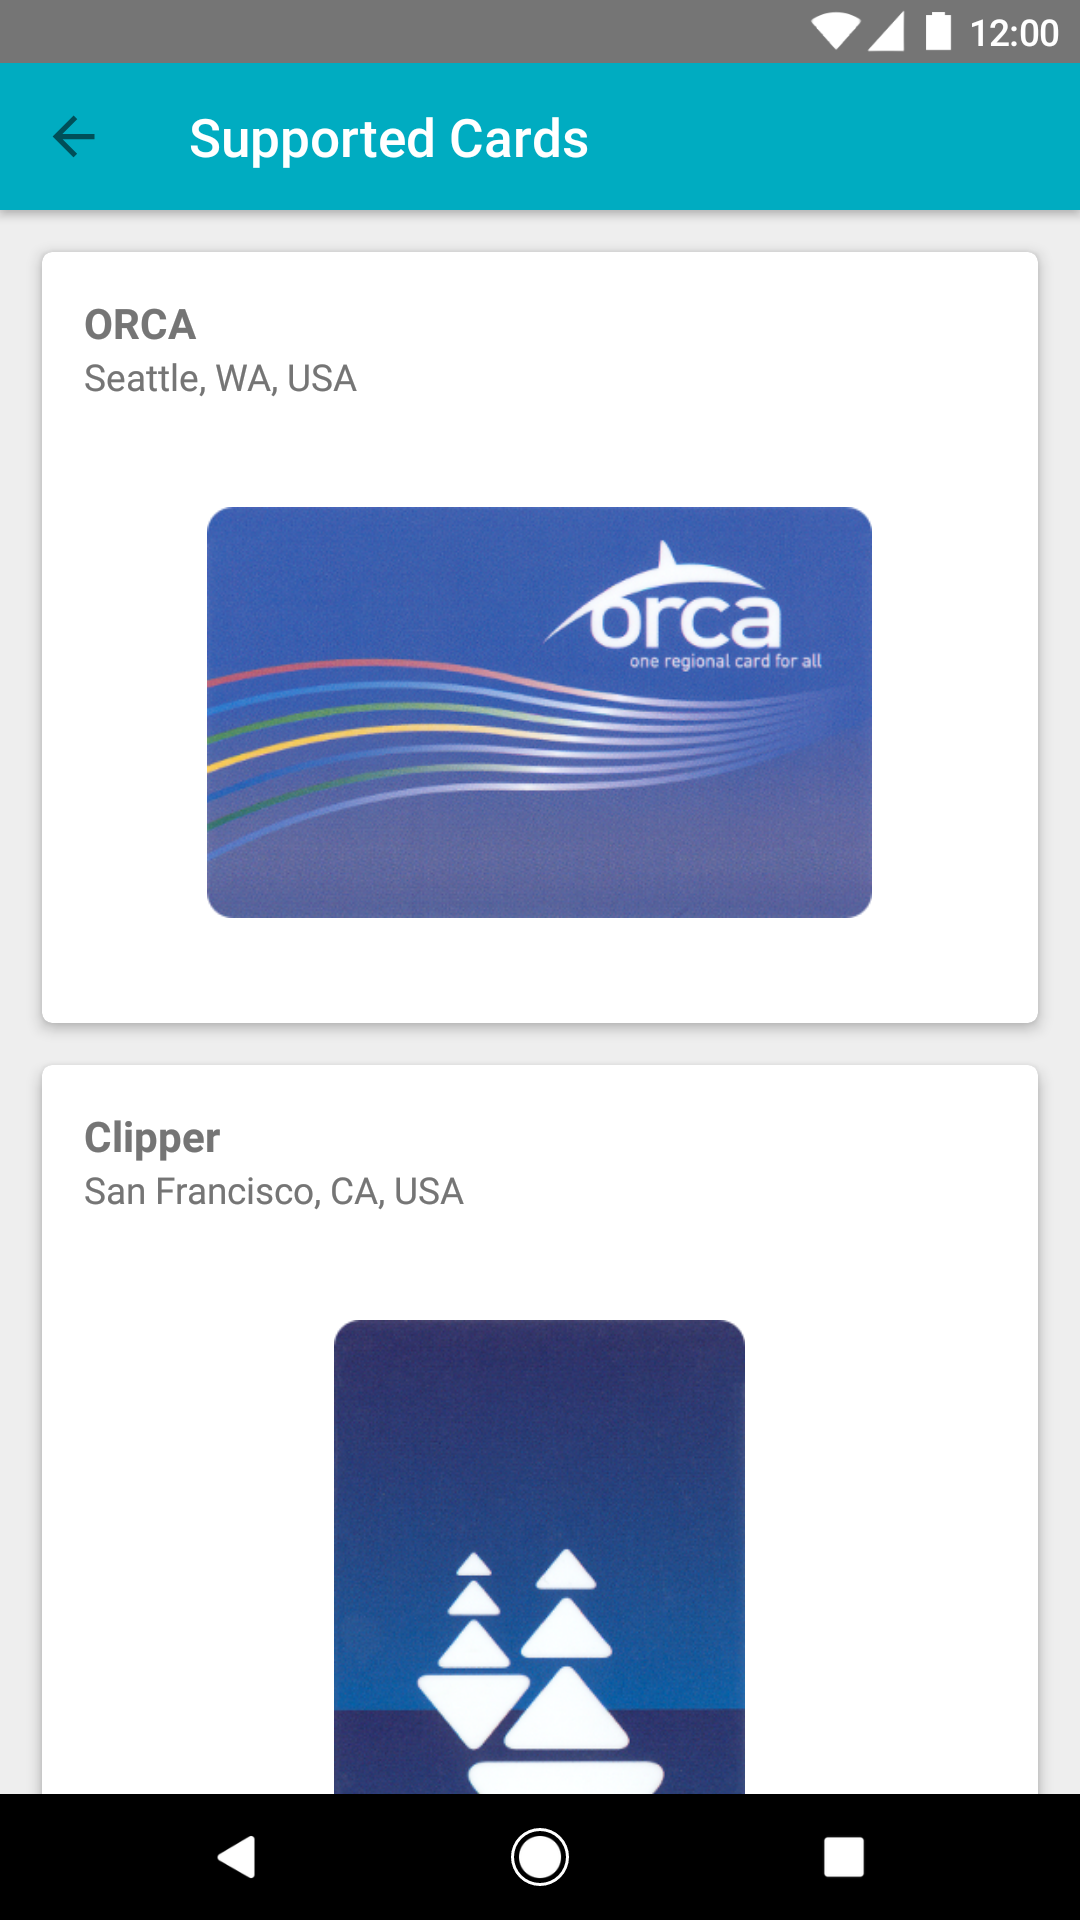 12:00
Supported Cards
ORCA
Seattle, WA, USA
orca
one regional card for all
Clipper
San Francisco, CA, USA